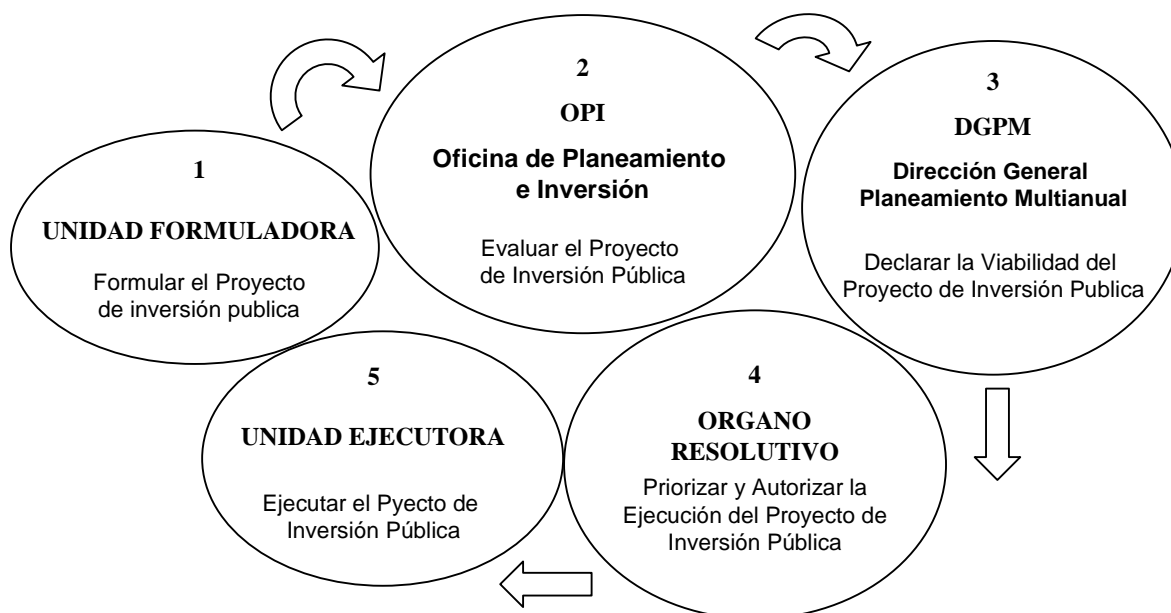 1
UNIDAD FORMULADORA
Formular el Proyecto
de inversión publica
2
OPI
Oficina de Planeamiento
e Inversión
Evaluar el Proyecto
de Inversión Pública
3
DGPM
Dirección General
Planeamiento Multianual
Declarar la Viabilidad del
Proyecto de Inversión Publica
4
ORGANO
RESOLUTIVO
Priorizar y Autorizar la
Ejecución del Proyecto de
Inversión Pública
5
UNIDAD EJECUTORA
Ejecutar el Pyecto de
Inversión Pública